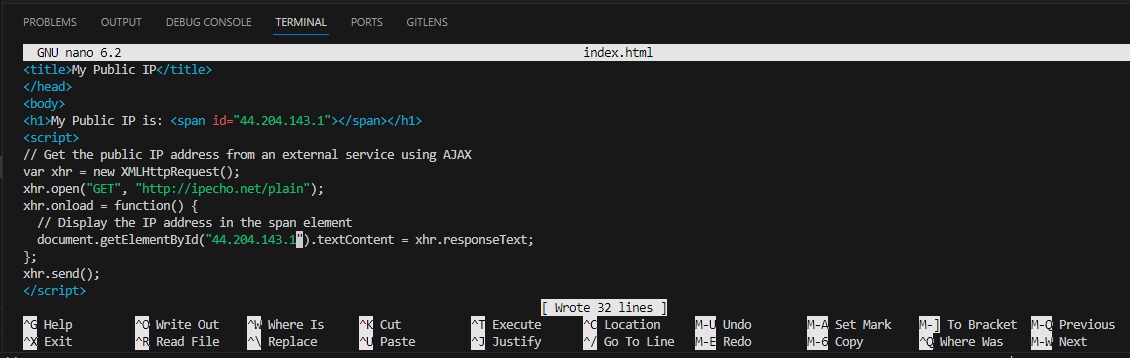 PROBLEMS OUTPUT DEBUG CONSOLE TERMINAL PORTS GITLENS
GNU nano 6.2 index.html
<title>My Public IP</title>
</head>
<body>
<h1>My Public IP is: <span id="44.204.143.1"></span></h1>
<script>
// Get the public IP address from an external service using AJAX
var xhr = new XMLHttpRequest();
xhr.open("GET", "http://ipecho.net/plain");
xhr.onload = function() {
  // Display the IP address in the span element
  document.getElementById("44.204.143.1").textContent = xhr.responseText;
};
xhr.send();
</script>
[ Wrote 32 lines ]
^G Help ^O Write Out ^W Where Is ^K Cut ^T Execute ^C Location M-U Undo M-A Set Mark M-] To Bracket M-Q Previous
^X Exit ^R Read File ^\ Replace ^U Paste ^J Justify ^/ Go To Line M-E Redo M-6 Copy ^Q Where Was M-W Next